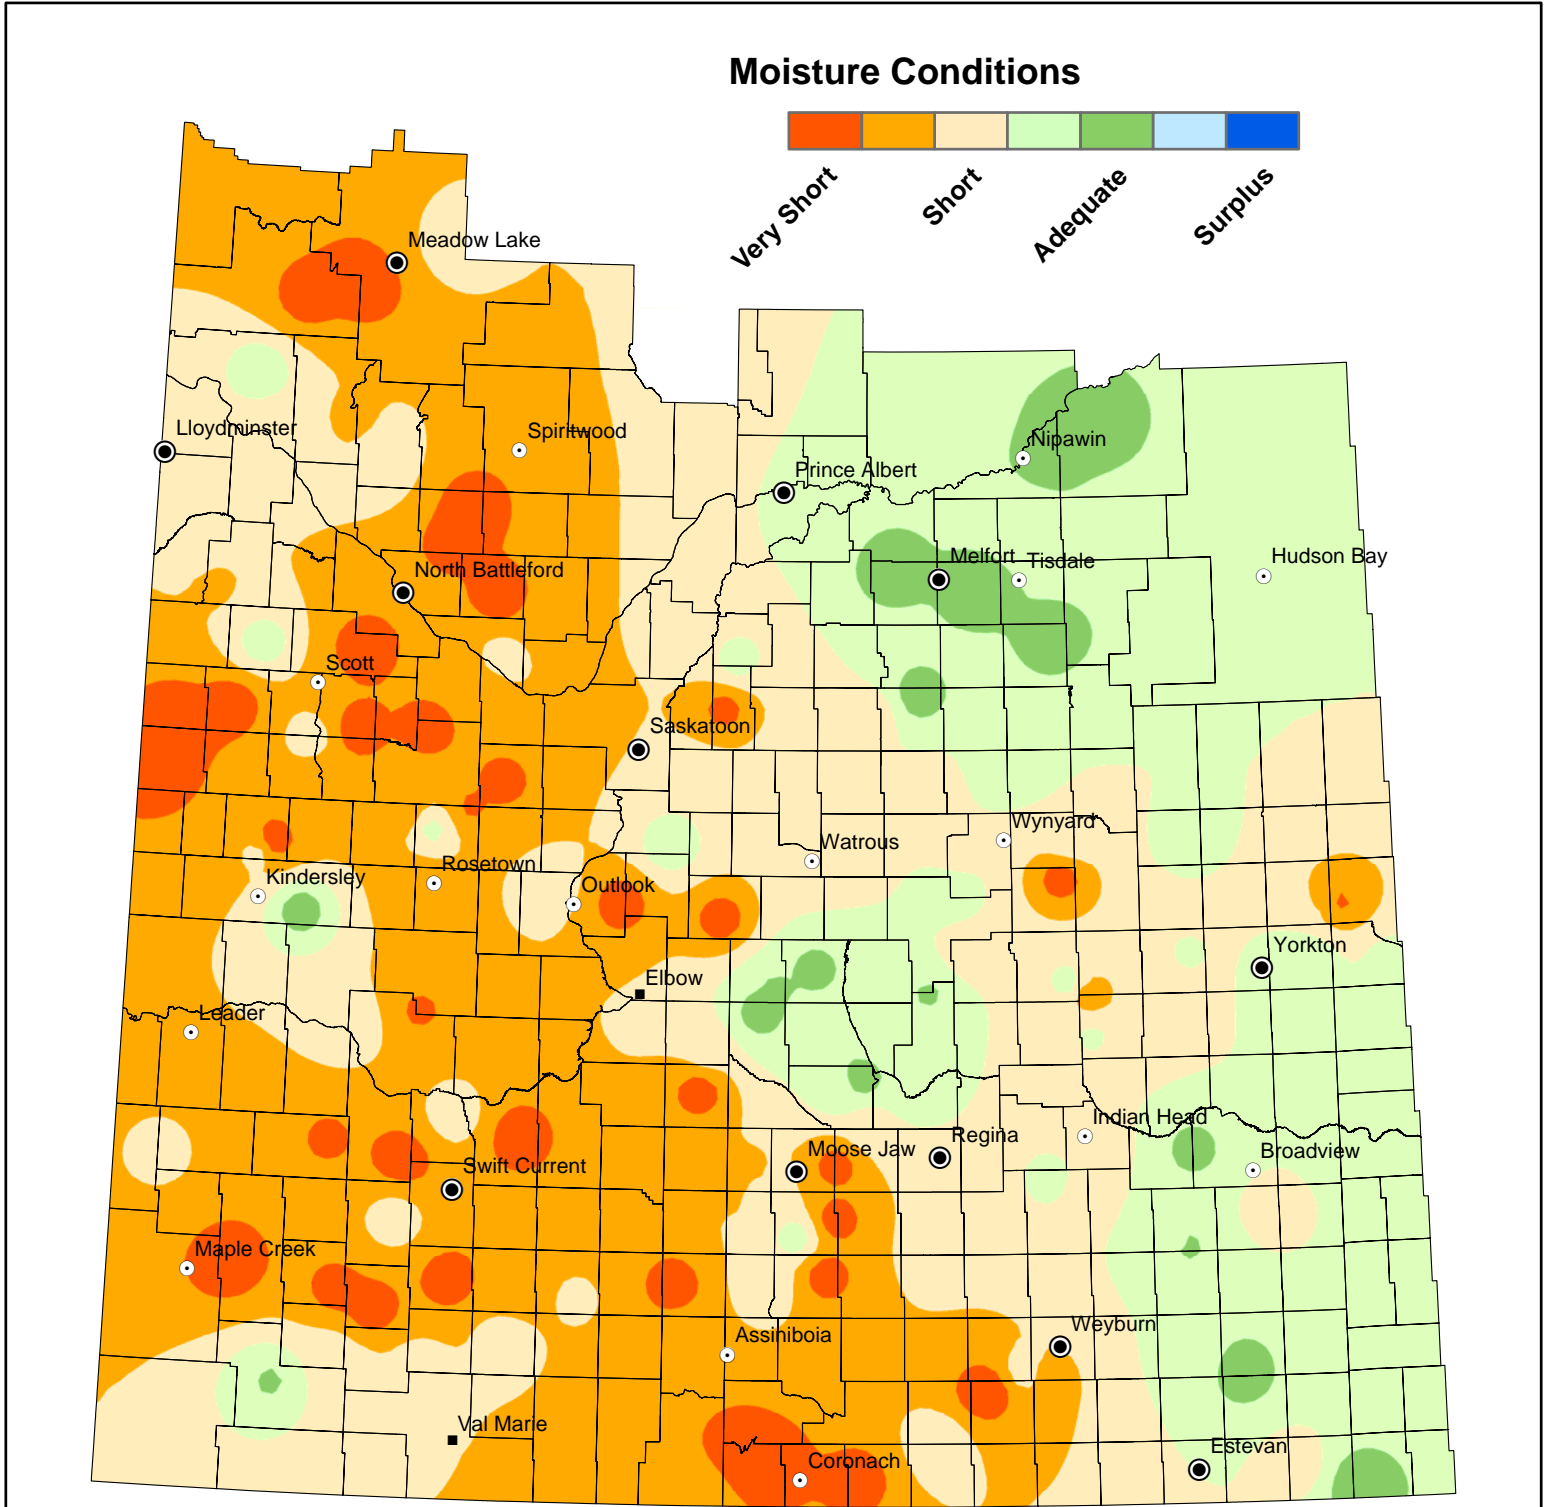 Moisture Conditions
Very Short
Short
Adequate
Surplus
Meadow Lake
Lloydminster
Spiritwood
Nipawin
Prince Albert
Melfort
Tisdale
Hudson Bay
North Battleford
Scott
Saskatoon
Wynyard
Watrous
Rosetown
Kindersley
Outlook
Yorkton
Elbow
Leader
Indian Head
Regina
Moose Jaw
Broadview
Swift Current
Maple Creek
Weyburn
Assiniboia
Val Marie
Estevan
Coronach